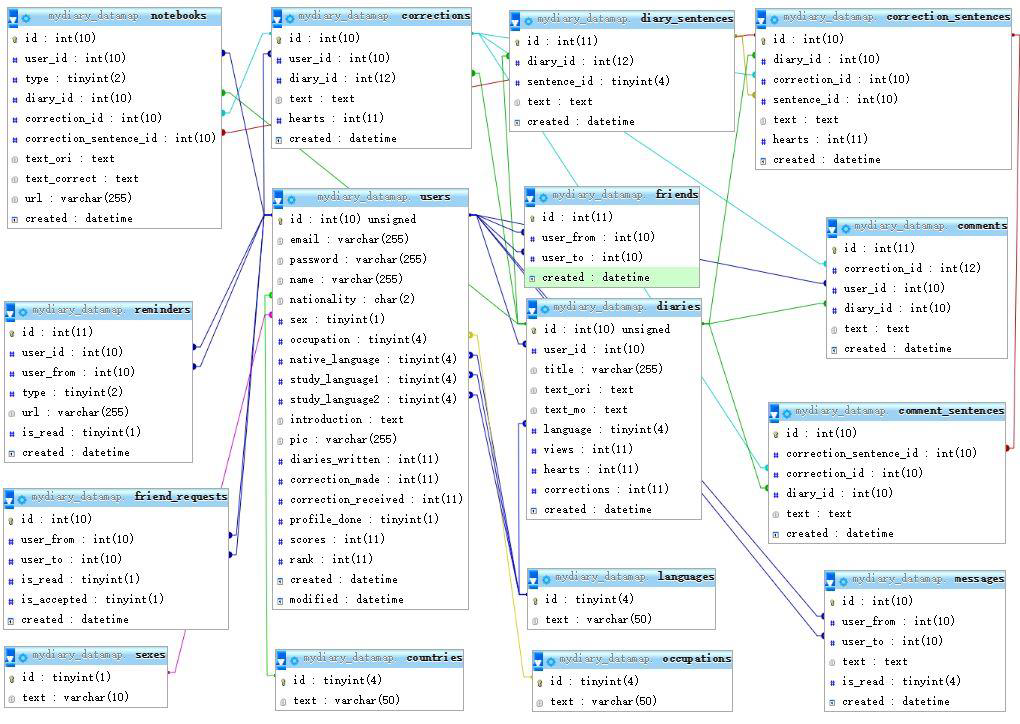 mydiary_datamap. notebooks
id : int(10)
user_id : int(10)
type : tinyint(2)
diary_id : int(10)
correction_id : int(10)
correction_sentence_id : int(10)
text_ori : text
text_correct : text
url : varchar(255)
created : datetime
mydiary_datamap. corrections
id : int(10)
user_id : int(10)
diary_id : int(12)
text : text
hearts : int(11)
created : datetime
mydiary_datamap. diary_sentences
id : int(11)
diary_id : int(12)
sentence_id : tinyint(4)
text : text
created : datetime
mydiary_datamap. correction_sentences
id : int(10)
diary_id : int(10)
correction_id : int(10)
sentence_id : int(10)
text : text
hearts : int(11)
created : datetime
mydiary_datamap. users
id : int(10) unsigned
email : varchar(255)
password : varchar(255)
name : varchar(255)
nationality : char(2)
sex : tinyint(1)
occupation : tinyint(4)
native_language : tinyint(4)
study_language1 : tinyint(4)
study_language2 : tinyint(4)
introduction : text
pic : varchar(255)
diaries_written : int(11)
correction_made : int(11)
correction_received : int(11)
profile_done : tinyint(1)
scores : int(11)
rank : int(11)
created : datetime
modified : datetime
mydiary_datamap. friends
id : int(11)
user_from : int(10)
user_to : int(10)
created : datetime
mydiary_datamap. comments
id : int(11)
correction_id : int(12)
user_id : int(10)
diary_id : int(10)
text : text
created : datetime
mydiary_datamap. reminders
id : int(11)
user_id : int(10)
user_from : int(10)
type : tinyint(2)
url : varchar(255)
is_read : tinyint(1)
created : datetime
mydiary_datamap. diaries
id : int(10) unsigned
user_id : int(10)
title : varchar(255)
text_ori : text
text_mo : text
language : tinyint(4)
views : int(11)
hearts : int(11)
corrections : int(11)
created : datetime
mydiary_datamap. comment_sentences
id : int(10)
correction_sentence_id : int(10)
correction_id : int(10)
diary_id : int(10)
text : text
created : datetime
mydiary_datamap. friend_requests
id : int(10)
user_from : int(10)
user_to : int(10)
is_read : tinyint(1)
is_accepted : tinyint(1)
created : datetime
mydiary_datamap. languages
id : tinyint(4)
text : varchar(50)
mydiary_datamap. messages
id : int(10)
user_from : int(10)
user_to : int(10)
text : text
is_read : tinyint(4)
created : datetime
mydiary_datamap. sexes
id : tinyint(1)
text : varchar(10)
mydiary_datamap. countries
id : tinyint(4)
text : varchar(50)
mydiary_datamap. occupations
id : tinyint(4)
text : varchar(50)